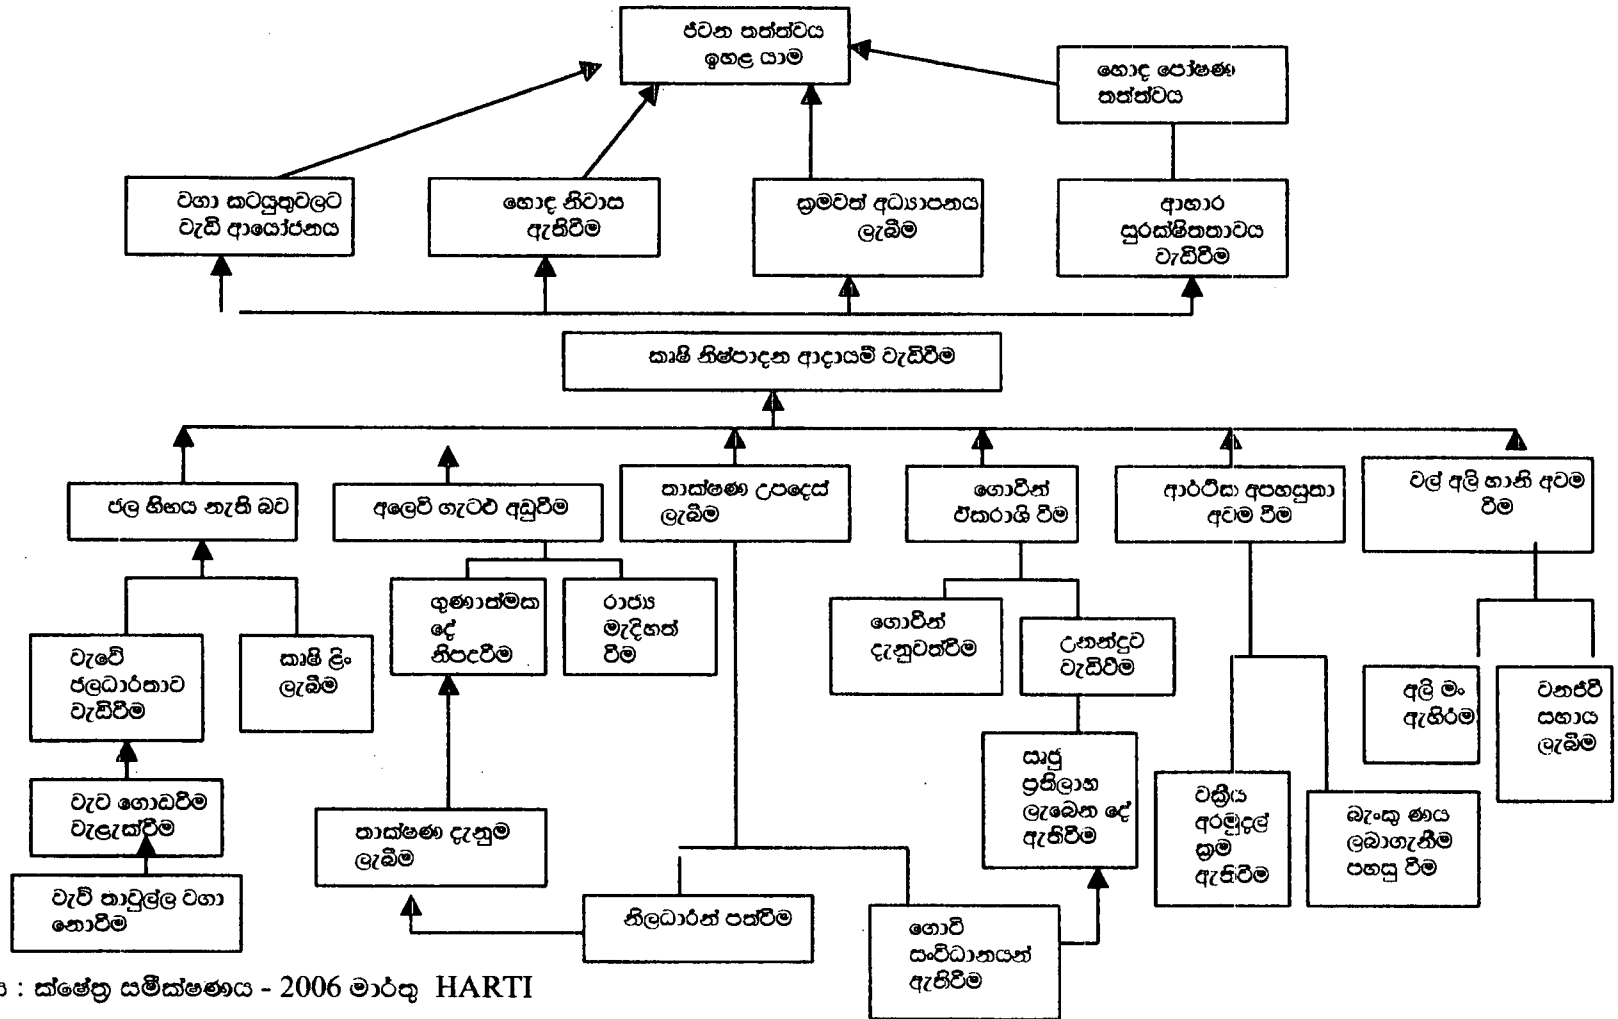 ජීවන තත්ත්වය
ඉහළ යාම
හොඳ පෝෂණ
තත්ත්වය
වගා කටයුතුවලට
වැඩි ආයෝජනය
හොඳ නිවාස
ඇතිවීම
ක්‍රමවත් අධ්‍යාපනය
ලැබීම
ආහාර
සුරක්ෂිතතාවය
වැඩිවීම
කෘෂි නිෂ්පාදන ආදායම් වැඩිවීම
ජල හිඟය නැති බව
අලෙවි ගැටළු අඩුවීම
තාක්ෂණ උපදෙස්
ලැබීම
ගොවීන්
ඒකරාශි වීම
ආර්ථික අපහසුතා
අවම වීම
වල් අලි හානි අවම
වීම
වැවේ
ජලධාරිතාව
වැඩිවීම
කෘෂි ළිං
ලැබීම
ගුණාත්මක
දේ
නිපදවීම
රාජ්‍ය
මැදිහත්
වීම
ගොවීන්
දැනුවත්වීම
උනන්දුව
වැඩිවීම
අලි මං
ඇහිරීම
වනජීවී
සහාය
ලැබීම
වැව ගොඩවීම
වැළැක්වීම
තාක්ෂණ දැනුම
ලැබීම
ඍජු
ප්‍රතිලාභ
ලැබෙන දේ
ඇතිවීම
චක්‍රීය
අරමුදල්
ක්‍රම
ඇතිවීම
බැංකු ණය
ලබාගැනීම
පහසු වීම
වැව් තාවුල්ල වගා
නොවීම
නිලධාරීන් පත්වීම
ගොවි
සංවිධානයන්
ඇතිවීම
: ක්ෂේත්‍ර සමීක්ෂණය - 2006 මාර්තු HARTI